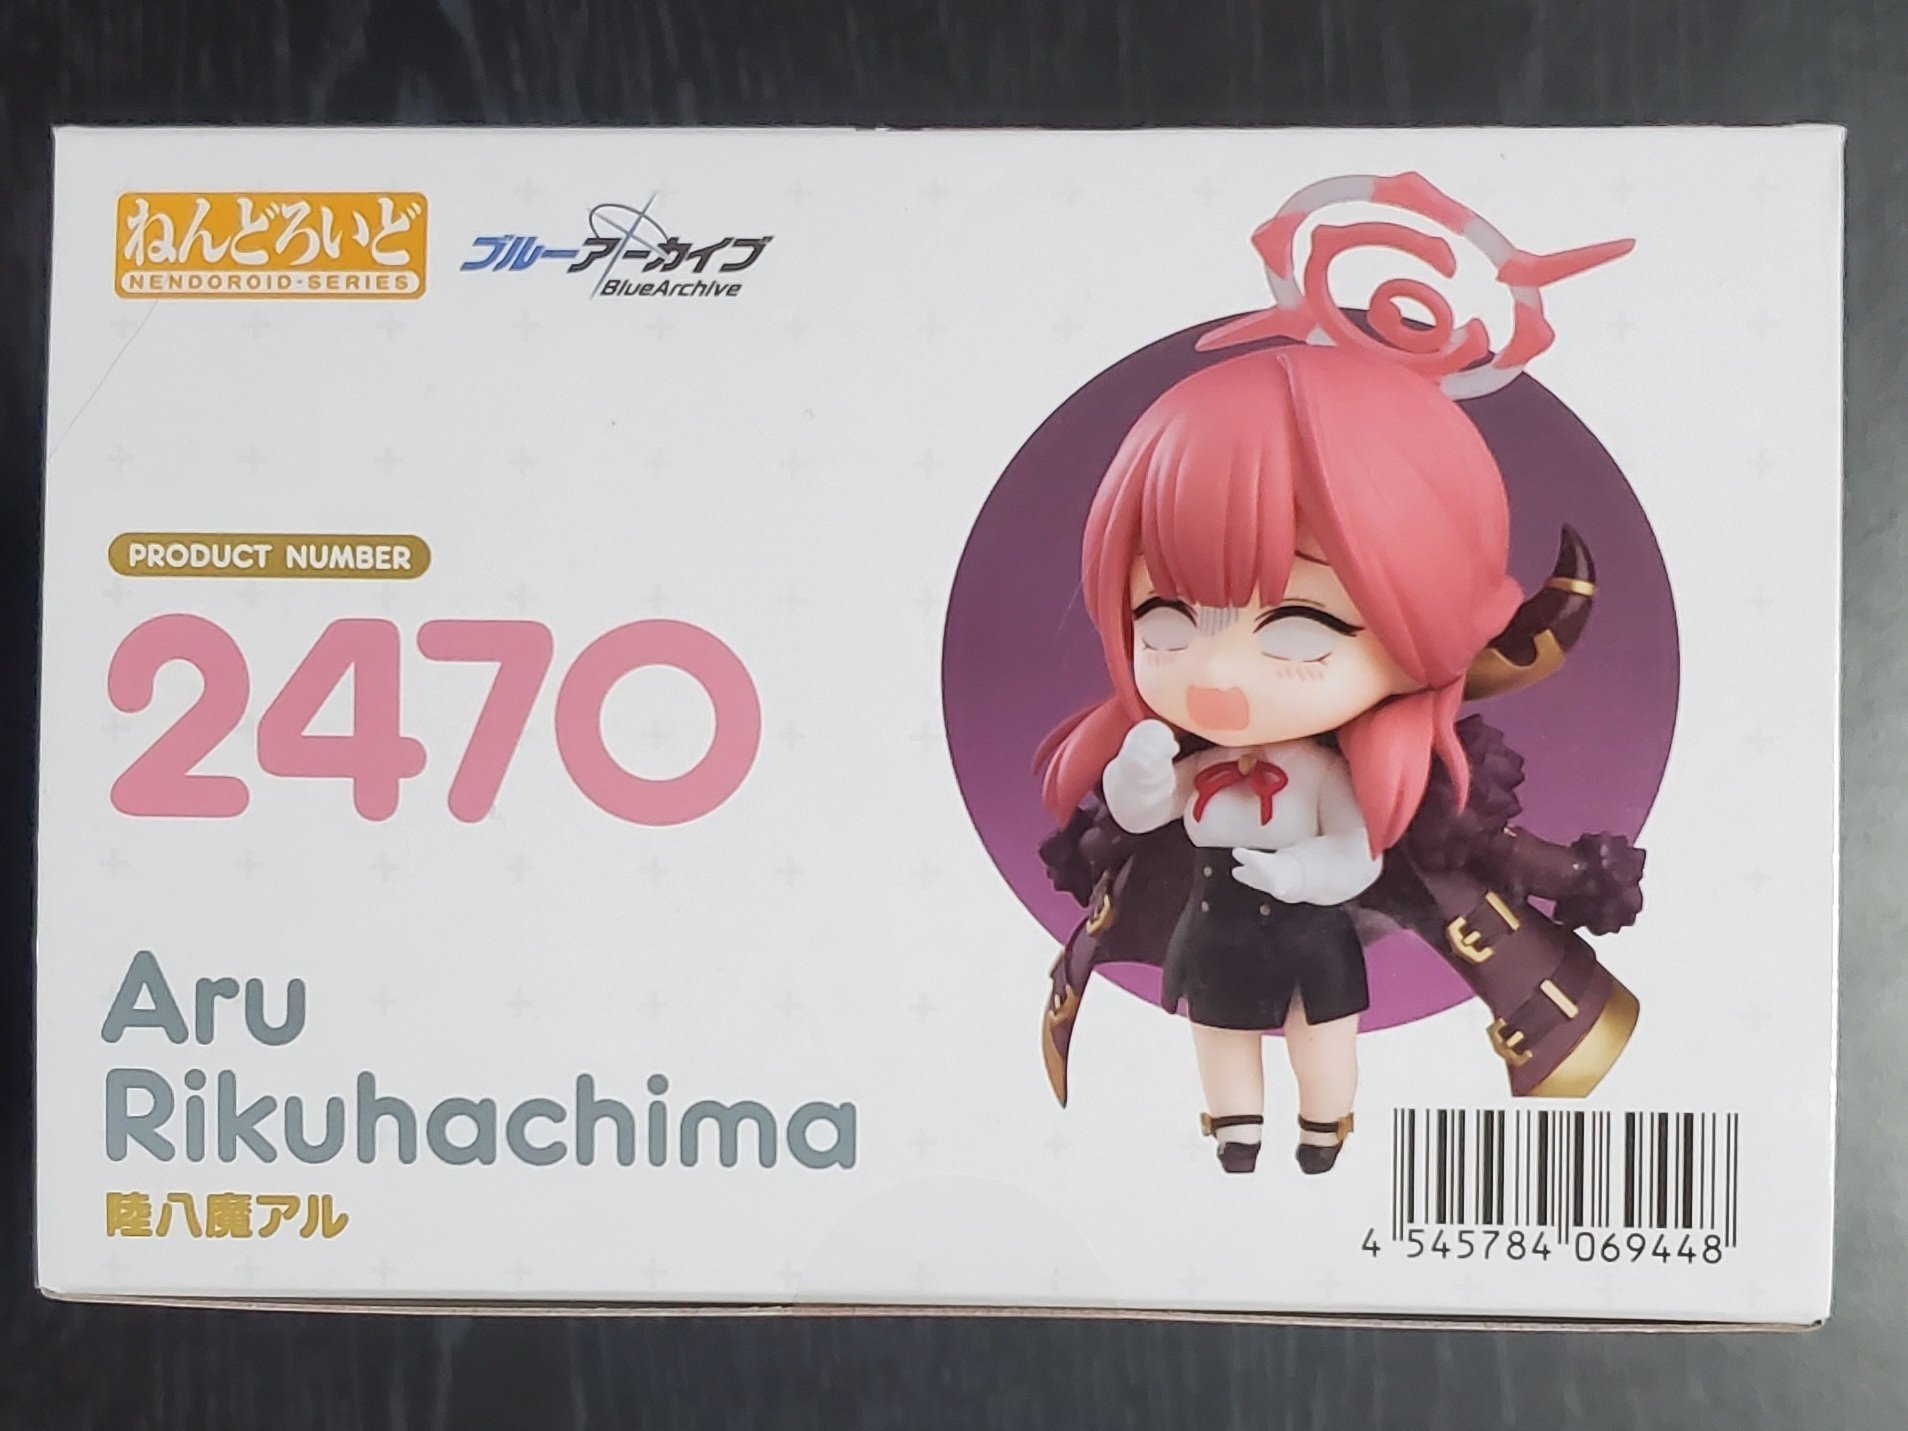 ねんどろいど
NENDOROID-SERIES
ブルーアーカイブ
BlueArchive
PRODUCT NUMBER
2470
Aru
Rikuhachima
陸八魔アル
4 545784 069448